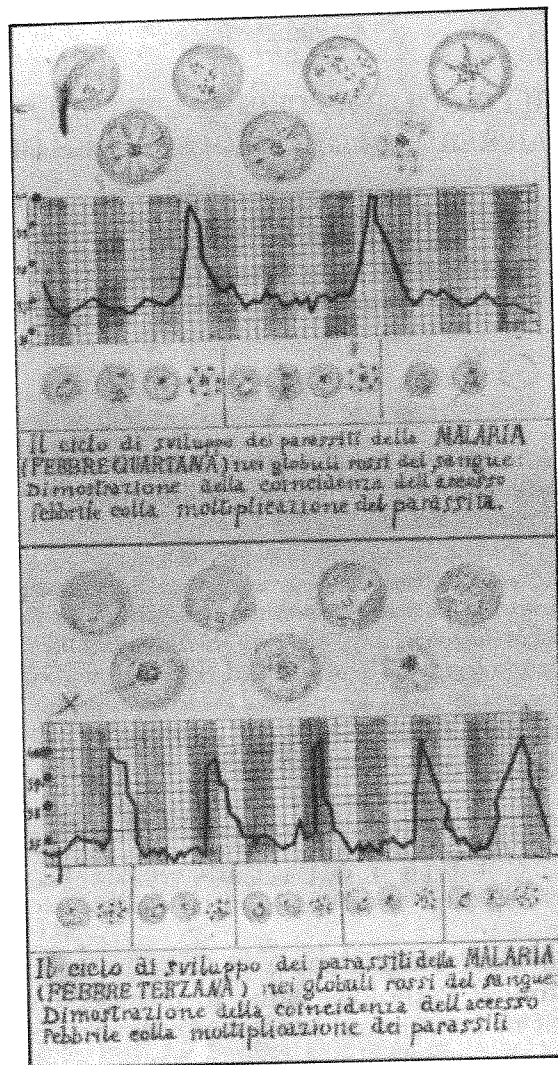 Il ciclo di sviluppo dei parassiti della MALARIA
(FEBBRE QUARTANA) nei globuli rossi del sangue.
Dimostrazione della coincidenza dell'accesso
febbrile colla moltiplicazione dei parassiti.
Il ciclo di sviluppo dei parassiti della MALARIA
(FEBBRE TERZANA) nei globuli rossi del sangue
Dimostrazione della coincidenza dell'accesso
febbrile colla moltiplicazione dei parassiti